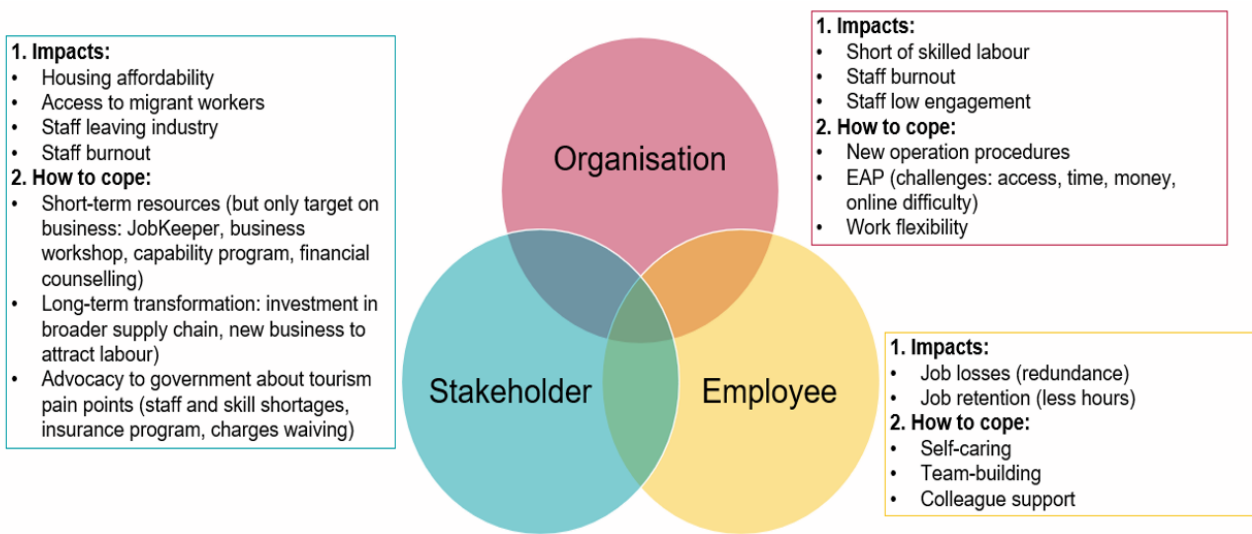 1. Impacts:
• Housing affordability
• Access to migrant workers
• Staff leaving industry
• Staff burnout
2. How to cope:
• Short-term resources (but only target on
business: JobKeeper, business
workshop, capability program, financial
counselling)
• Long-term transformation: investment in
broader supply chain, new business to
attract labour)
• Advocacy to government about tourism
pain points (staff and skill shortages,
insurance program, charges waiving)
Organisation
Stakeholder
Employee
1. Impacts:
• Short of skilled labour
• Staff burnout
• Staff low engagement
2. How to cope:
• New operation procedures
• EAP (challenges: access, time, money,
online difficulty)
• Work flexibility
1. Impacts:
• Job losses (redundance)
• Job retention (less hours)
2. How to cope:
• Self-caring
• Team-building
• Colleague support